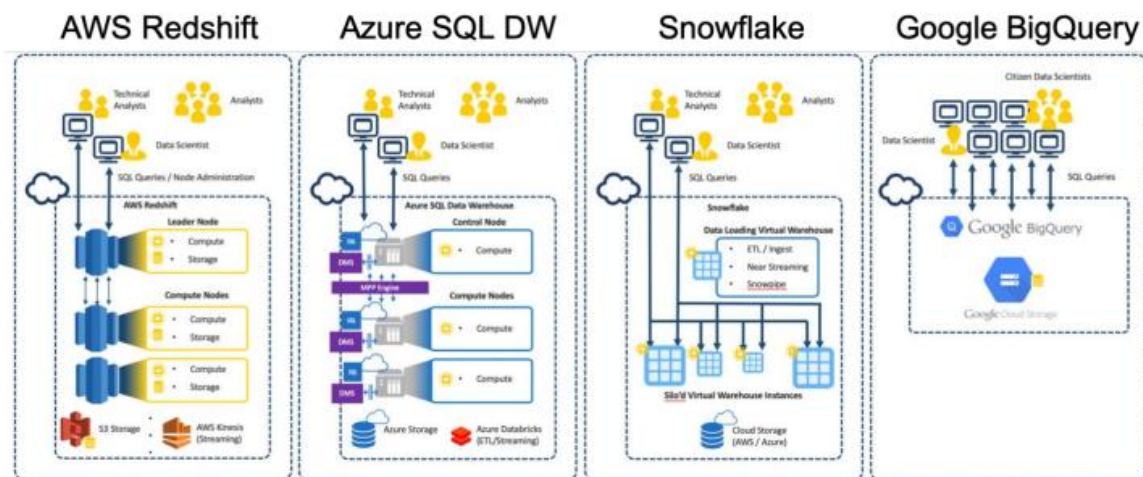 AWS Redshift
Azure SQL DW
Snowflake
Google BigQuery
Technical
Analysts
Analysts
Data Scientist
SQL Queries / Node Administration
AWS Redshift
Leader Node
• Compute
• Storage
Compute Nodes
• Compute
• Storage
• Compute
• Storage
S3 Storage
AWS Kinesis
(Streaming)
Technical
Analysts
Analysts
Data Scientist
SQL Queries
Azure SQL Data Warehouse
Control Node
DMS
• Compute
MPP Engine
Compute Nodes
DMS
• Compute
DMS
• Compute
Azure Storage
Azure Databricks
(ETL/Streaming)
Technical
Analysts
Analysts
Data Scientist
SQL Queries
Snowflake
Data Loading Virtual Warehouse
• ETL / Ingest
• Near Streaming
• Snowpipe
Silo'd Virtual Warehouse Instances
Cloud Storage
(AWS / Azure)
Citizen Data Scientists
Data Scientist
SQL Queries
Google BigQuery
Google Cloud Storage